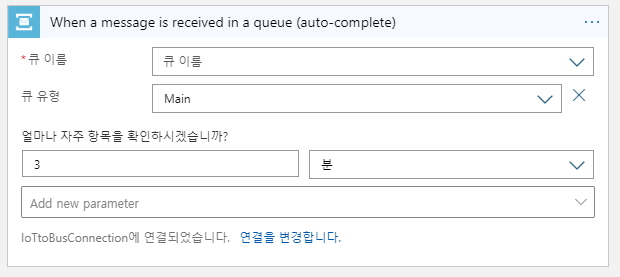 When a message is received in a queue (auto-complete)
* 큐 이름
큐 이름
큐 유형
Main
얼마나 자주 항목을 확인하시겠습니까?
3
분
Add new parameter
IoTtoBusConnection에 연결되었습니다. 연결을 변경합니다.